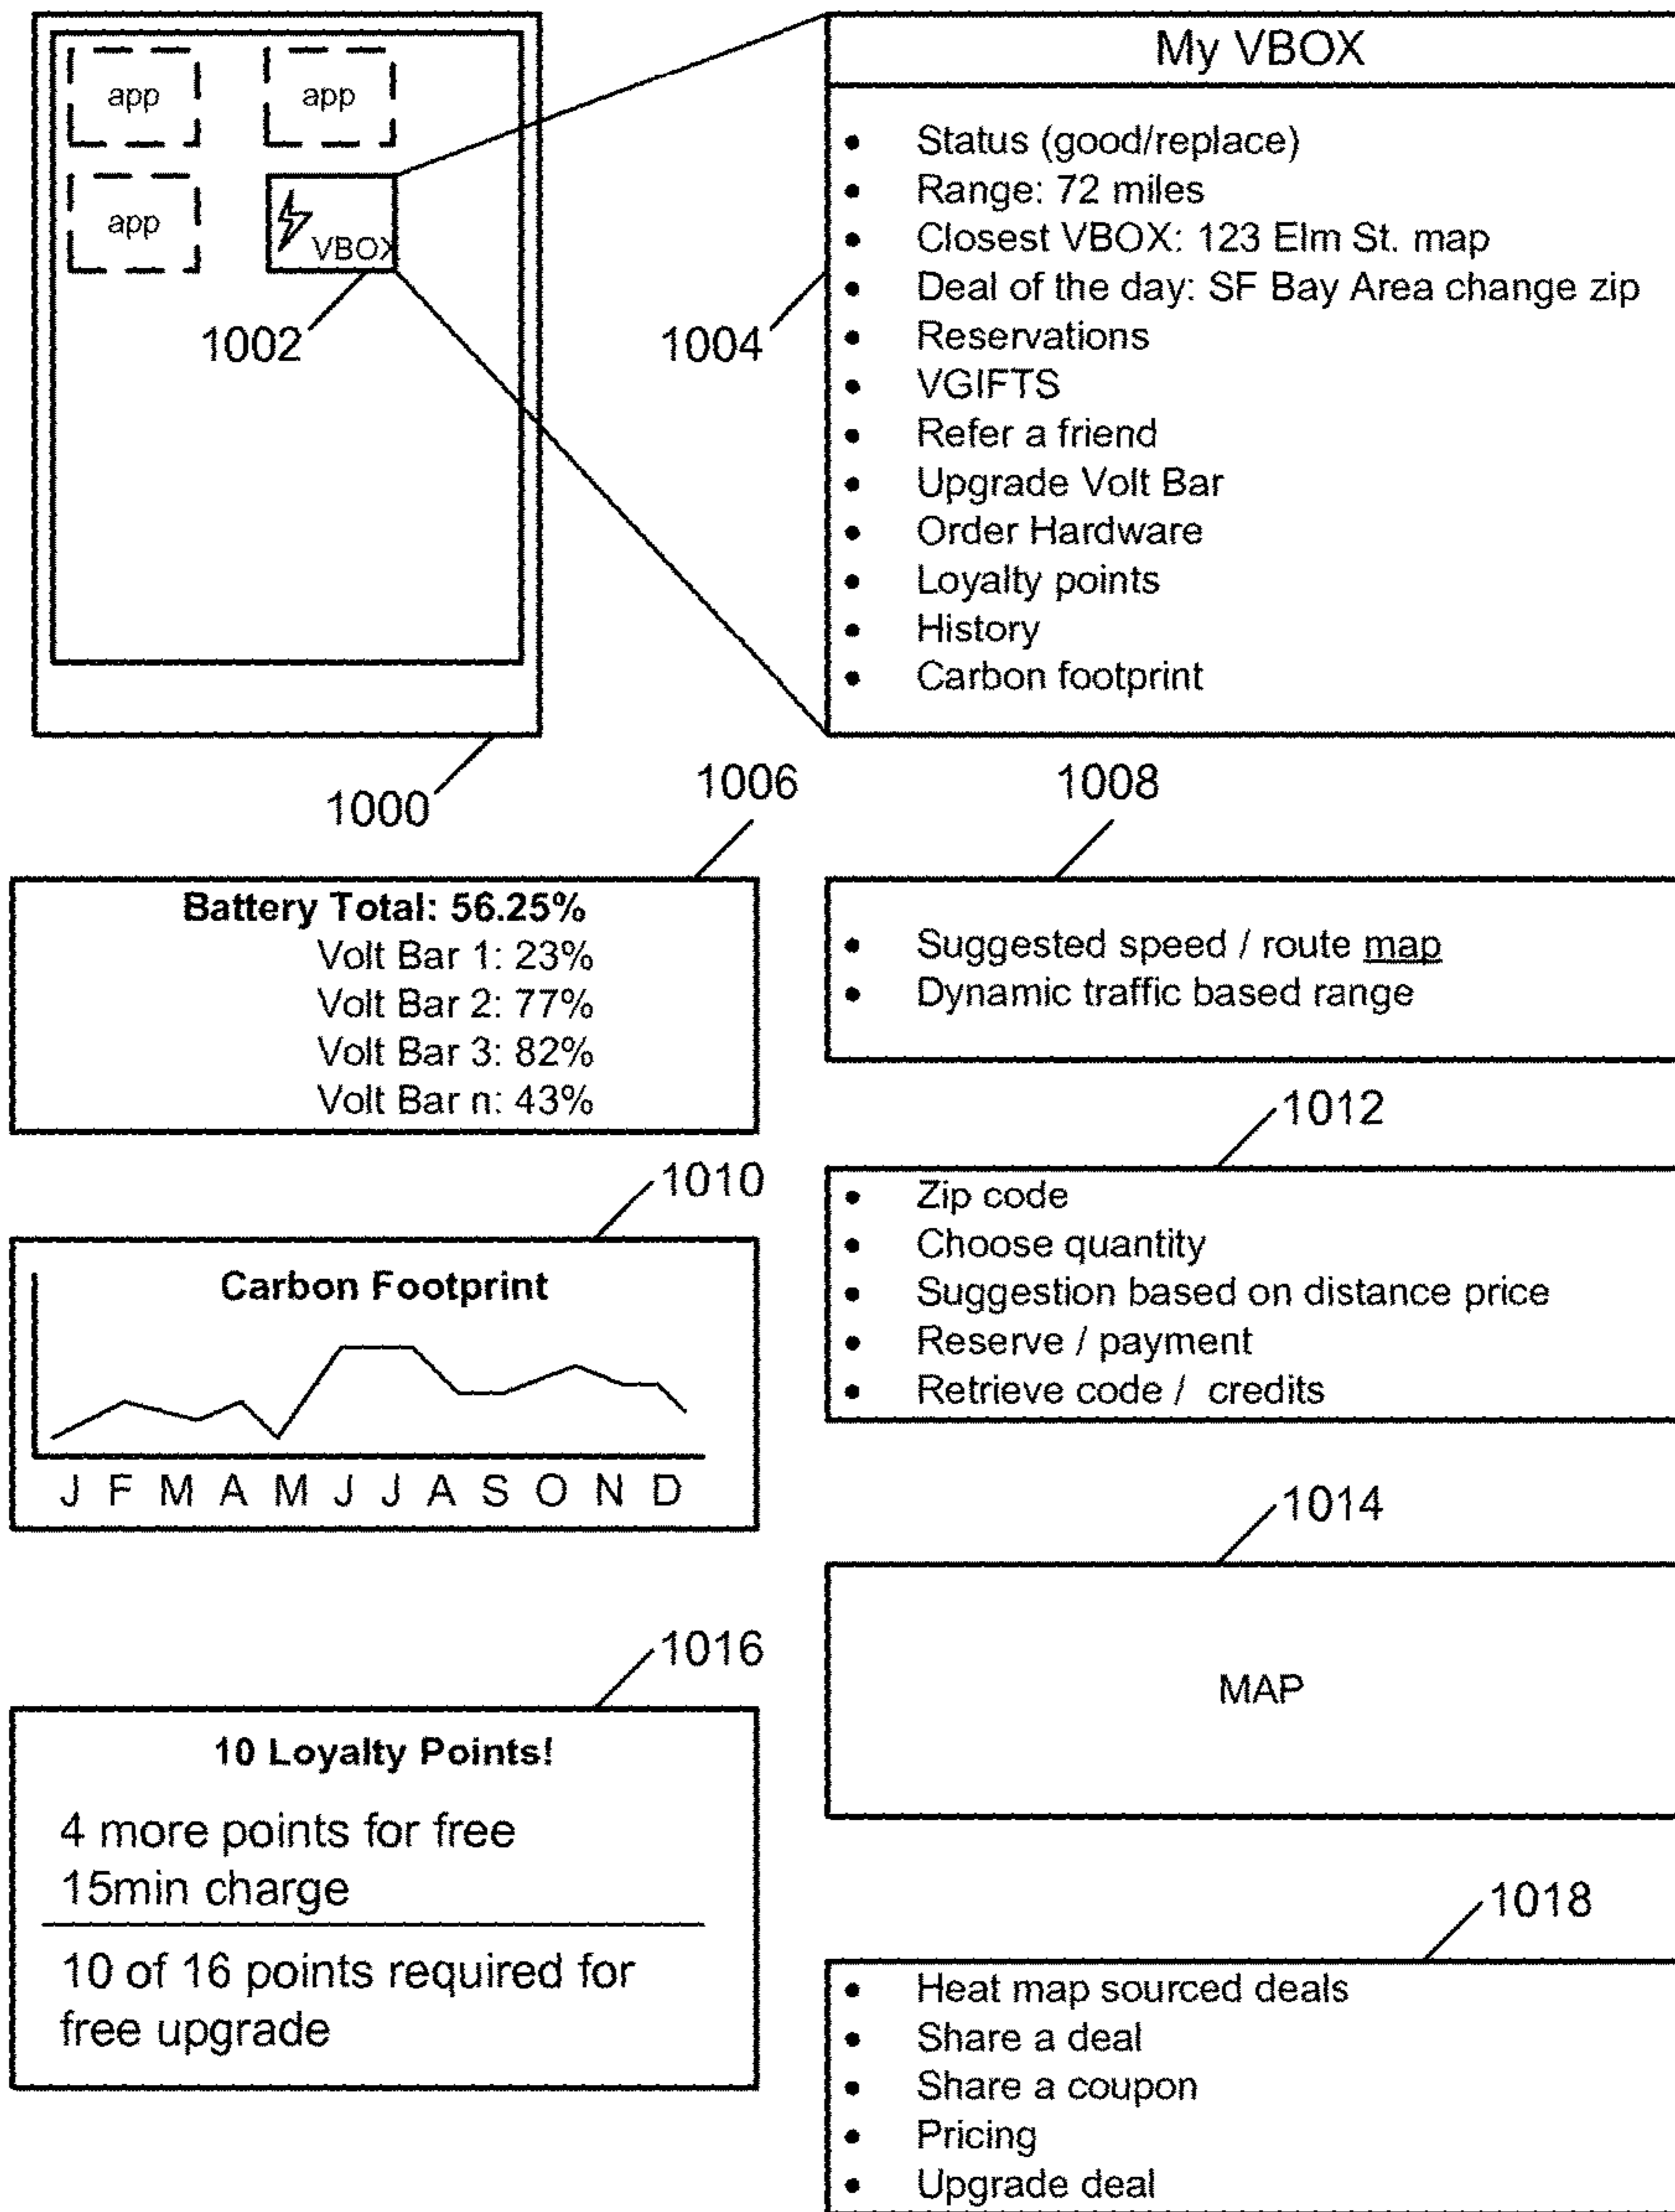 app
app
app
VBOX
1002
1000
My VBOX
• Status (good/replace)
• Range: 72 miles
• Closest VBOX: 123 Elm St. map
• Deal of the day: SF Bay Area change zip
• Reservations
• VGIFTS
• Refer a friend
• Upgrade Volt Bar
• Order Hardware
• Loyalty points
• History
• Carbon footprint
1004
1006
Battery Total: 56.25%
Volt Bar 1: 23%
Volt Bar 2: 77%
Volt Bar 3: 82%
Volt Bar n: 43%
1008
• Suggested speed / route map
• Dynamic traffic based range
1010
Carbon Footprint
J F M A M J J A S O N D
1012
• Zip code
• Choose quantity
• Suggestion based on distance price
• Reserve / payment
• Retrieve code / credits
1014
MAP
1016
10 Loyalty Points!
4 more points for free
15min charge
10 of 16 points required for
free upgrade
1018
• Heat map sourced deals
• Share a deal
• Share a coupon
• Pricing
• Upgrade deal